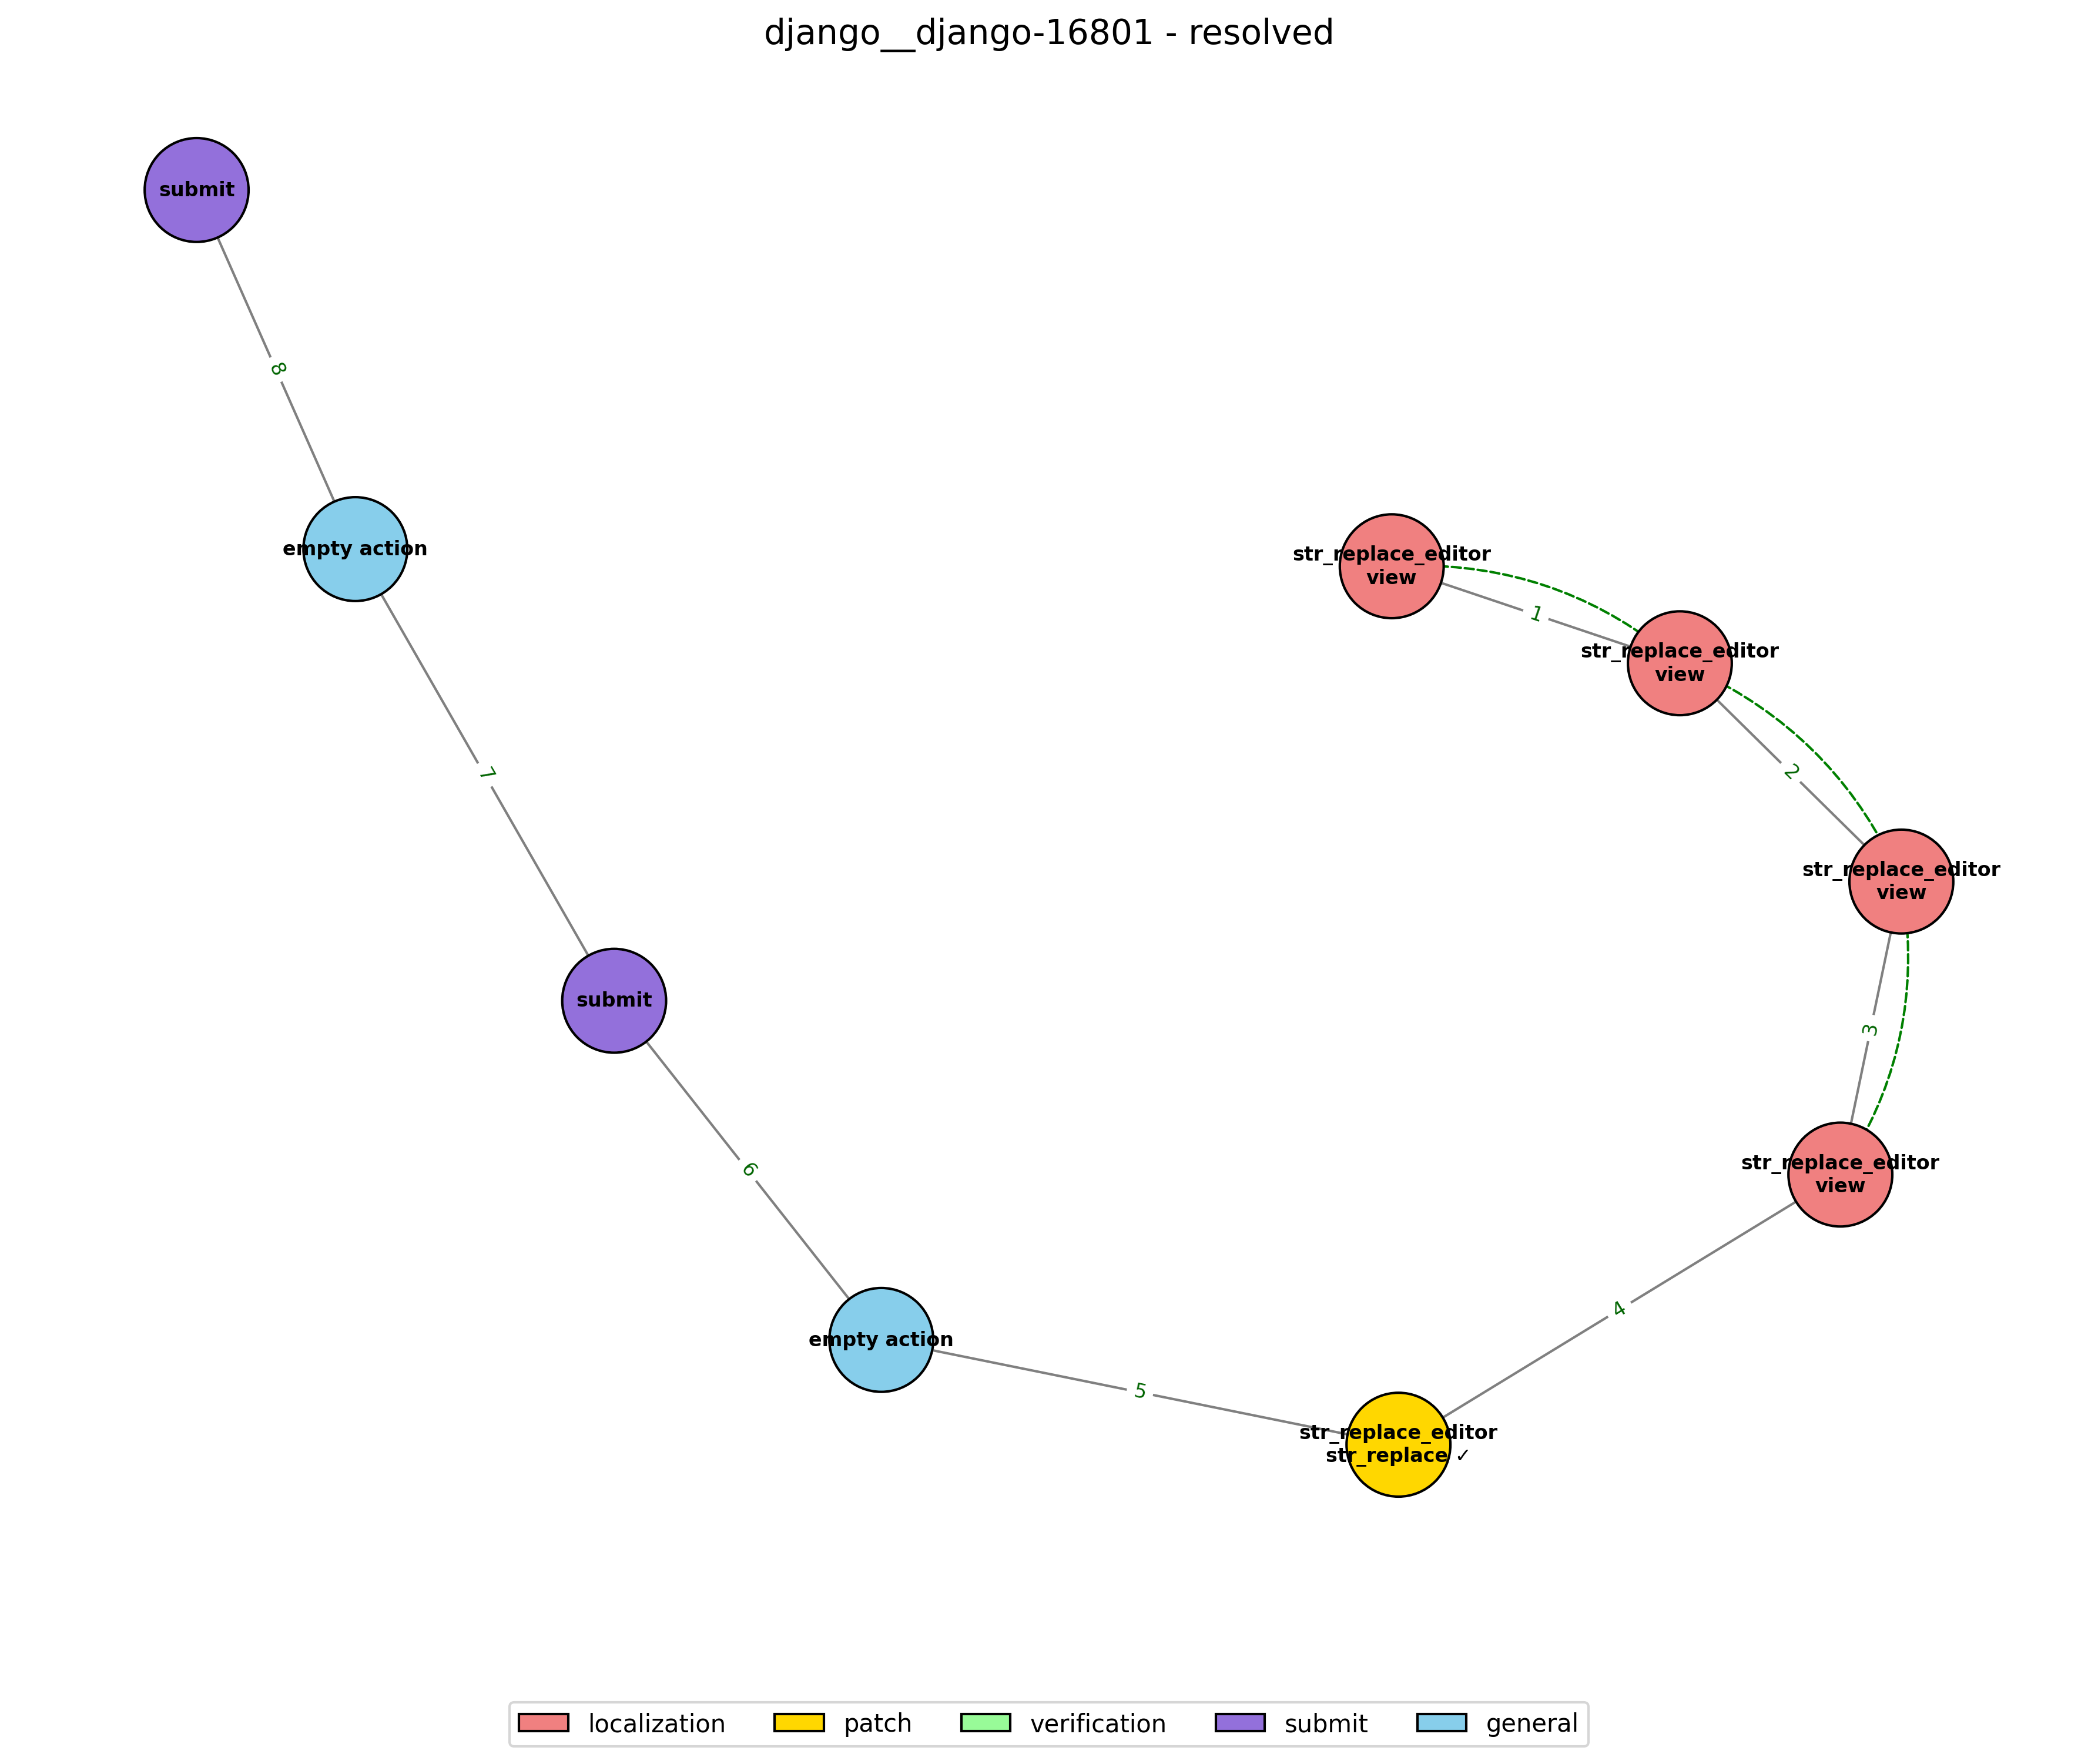 django__django-16801 - resolved
submit
8
empty action
str_replace_editor
view
1
str_replace_editor
view
7
2
str_replace_editor
view
submit
3
6
str_replace_editor
view
4
empty action
5
str_replace_editor
str_replace ✓
localization
patch
verification
submit
general